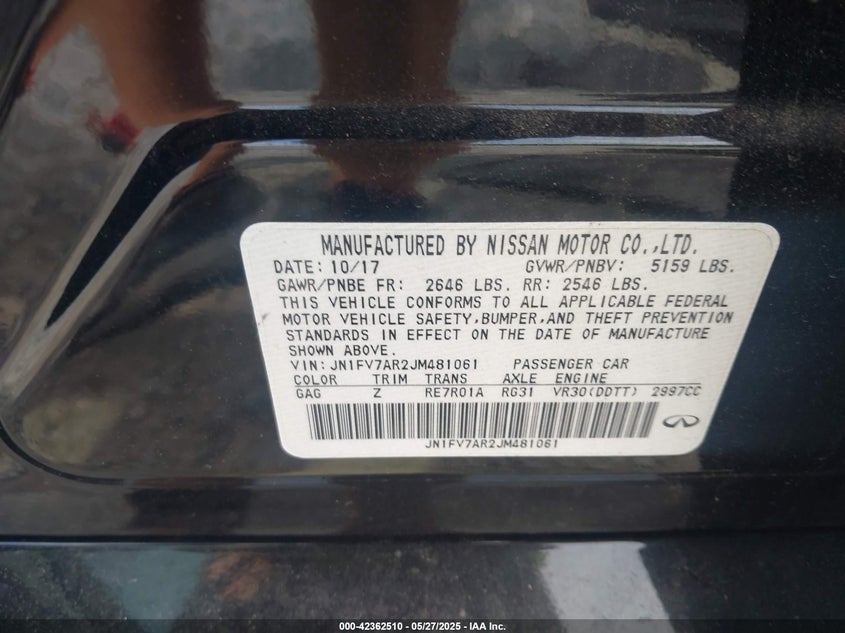 MANUFACTURED BY NISSAN MOTOR CO.,LTD.
DATE: 10/17 GVWR/PNBV: 5159 LBS.
GAWR/PNBE FR: 2646 LBS. RR: 2546 LBS.
THIS VEHICLE CONFORMS TO ALL APPLICABLE FEDERAL
MOTOR VEHICLE SAFETY,BUMPER,AND THEFT PREVENTION
STANDARDS IN EFFECT ON THE DATE OF MANUFACTURE
SHOWN ABOVE.
VIN: JN1FV7AR2JM481061 PASSENGER CAR
COLOR TRIM TRANS AXLE ENGINE
GAG Z RE7R01A RG31 VR30(DDTT) 2997CC
JN1FV7AR2JM481061
000-42362510 — 05/27/2025 — IAA Inc.